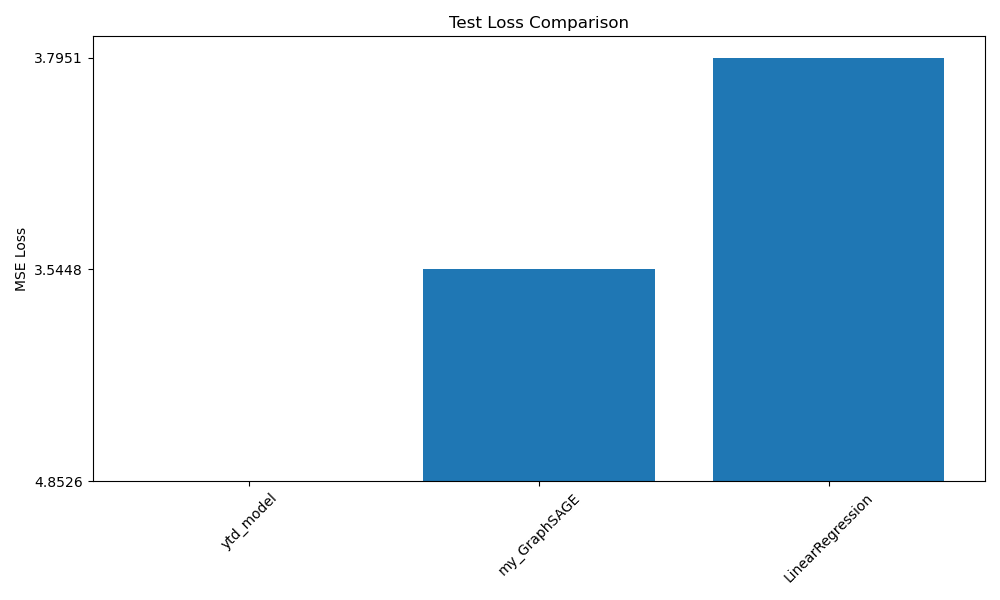 Test Loss Comparison
MSE Loss
3.7951
3.5448
4.8526
ytd_model
my_GraphSAGE
LinearRegression